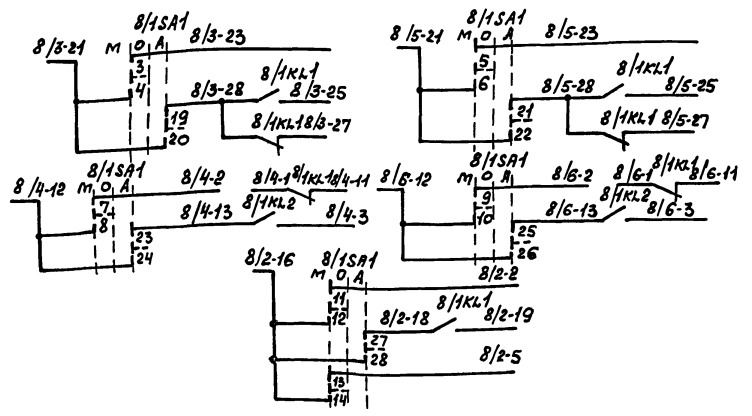 8/1SA1
8/3-21 М О А 8/3-23
3
4
8/3-28 8/1KL1 8/3-25
19
20
8/1KL1 8/3-27
8/1SA1
8/5-21 М О А 8/5-23
5
6
8/5-28 8/1KL1 8/5-25
21
22
8/1KL1 8/5-27
8/1SA1
8/4-12 М О А 8/4-2 8/4-1 8/1KL1 8/4-11
7
8
8/4-13 8/1KL2 8/4-3
23
24
8/1SA1
8/6-12 М О А 8/6-2 8/6-1 8/1KL1 8/6-11
9
10
8/6-13 8/1KL2 8/6-3
25
26
8/1SA1
8/2-16 М О А 8/2-2
11
12
8/2-18 8/1KL1 8/2-19
27
28
8/2-5
13
14